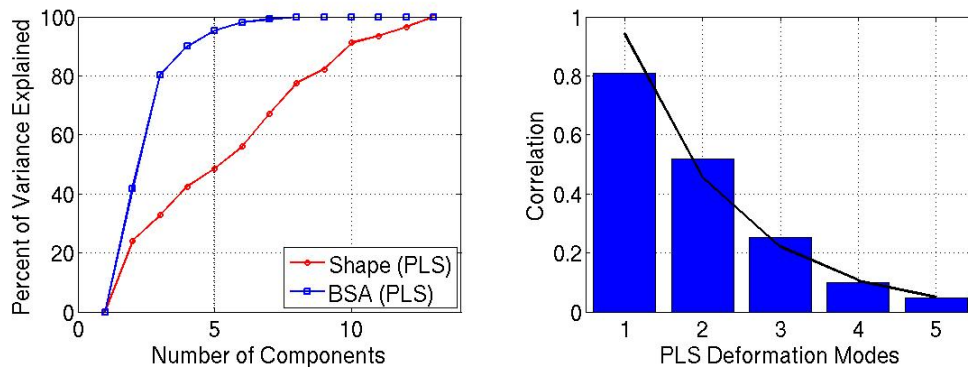 Percent of Variance Explained
100
80
60
40
20
0
0 5 10
Number of Components
Shape (PLS)
BSA (PLS)
Correlation
0.8
0.6
0.4
0.2
0
1 2 3 4 5
PLS Deformation Modes